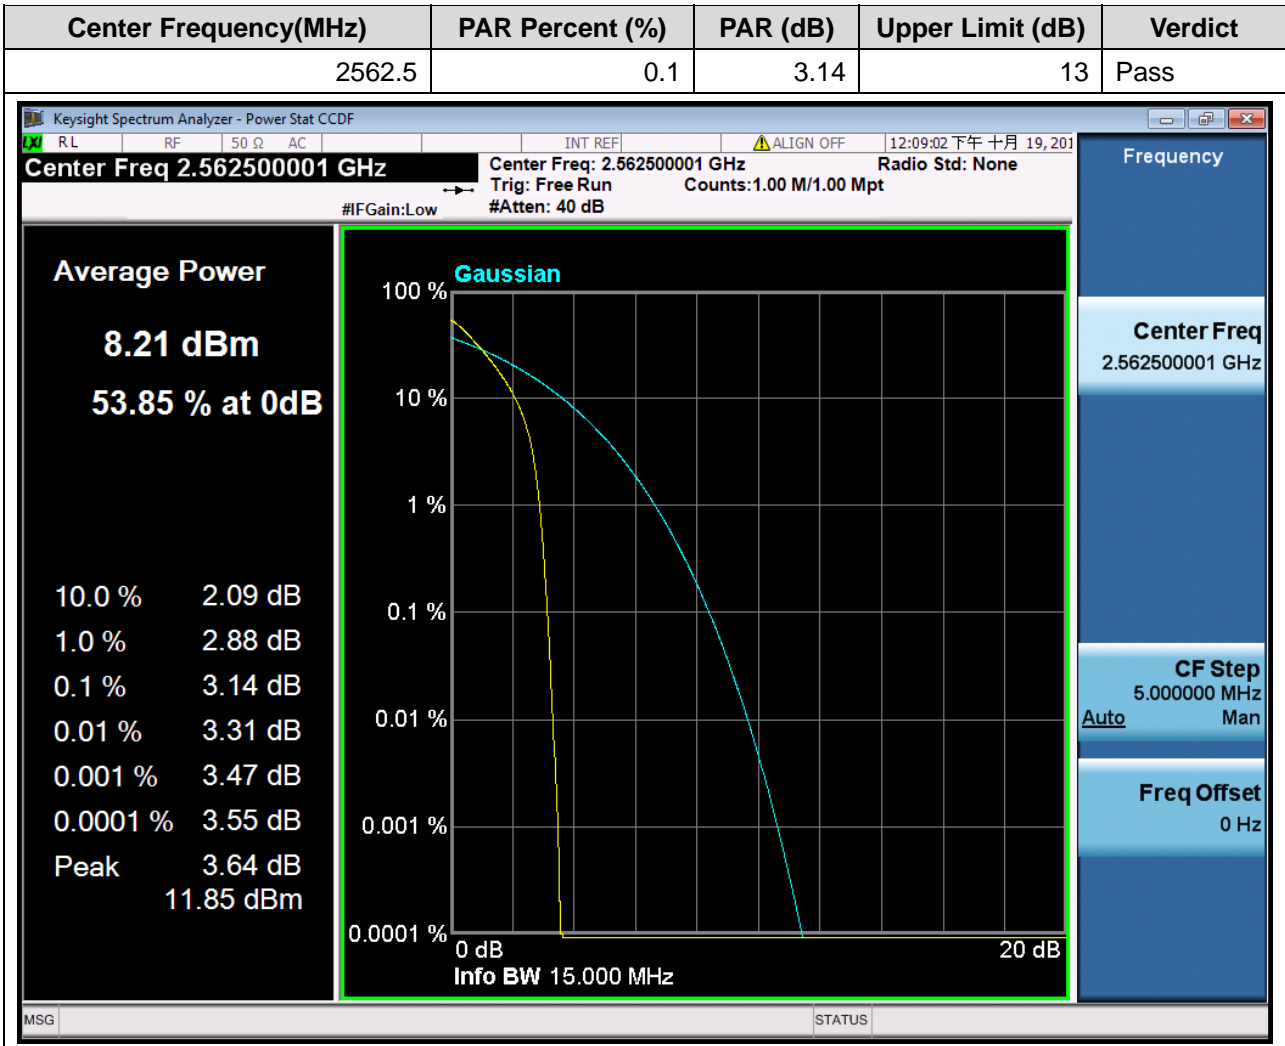 Center Frequency(MHz) PAR Percent (%) PAR (dB) Upper Limit (dB) Verdict
2562.5 0.1 3.14 13 Pass
Keysight Spectrum Analyzer - Power Stat CCDF
LXI RL RF 50 Ω AC INT REF ALIGN OFF 12:09:02 下午 十月 19, 201
Center Freq 2.562500001 GHz
Center Freq: 2.562500001 GHz Radio Std: None
Trig: Free Run Counts:1.00 M/1.00 Mpt
#IFGain:Low #Atten: 40 dB
Average Power
8.21 dBm
53.85 % at 0dB
10.0 % 2.09 dB
1.0 % 2.88 dB
0.1 % 3.14 dB
0.01 % 3.31 dB
0.001 % 3.47 dB
0.0001 % 3.55 dB
Peak 3.64 dB
11.85 dBm
Gaussian
100 %
10 %
1 %
0.1 %
0.01 %
0.001 %
0.0001 %
0 dB 20 dB
Info BW 15.000 MHz
Frequency
Center Freq
2.562500001 GHz
CF Step
5.000000 MHz
Auto Man
Freq Offset
0 Hz
MSG STATUS